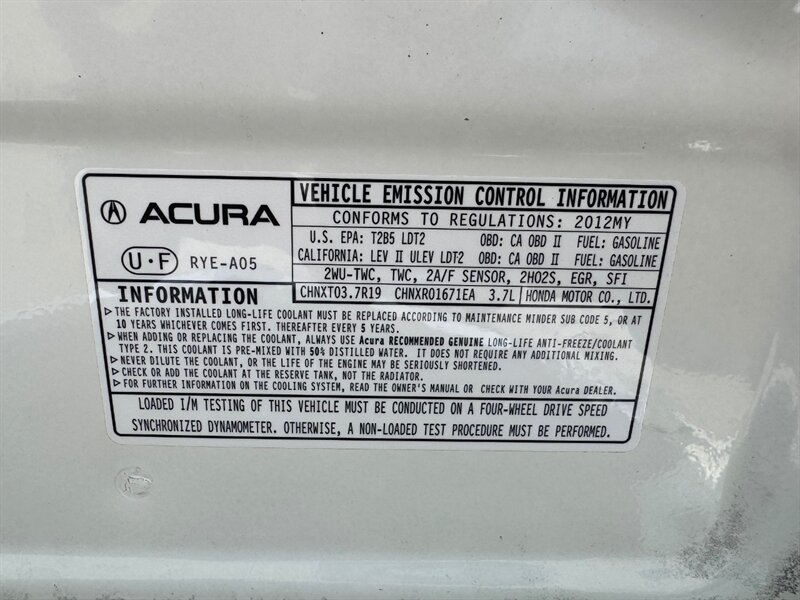 ACURA
U·F RYE-A05
VEHICLE EMISSION CONTROL INFORMATION
CONFORMS TO REGULATIONS: 2012MY
U.S. EPA: T2B5 LDT2 OBD: CA OBD II FUEL: GASOLINE
CALIFORNIA: LEV II ULEV LDT2 OBD: CA OBD II FUEL: GASOLINE
2WU-TWC, TWC, 2A/F SENSOR, 2HO2S, EGR, SFI
CHNXT03.7R19 CHNXR01671EA 3.7L HONDA MOTOR CO., LTD.
INFORMATION
▷ THE FACTORY INSTALLED LONG-LIFE COOLANT MUST BE REPLACED ACCORDING TO MAINTENANCE MINDER SUB CODE 5, OR AT
10 YEARS WHICHEVER COMES FIRST. THEREAFTER EVERY 5 YEARS.
▷ WHEN ADDING OR REPLACING THE COOLANT, ALWAYS USE Acura RECOMMENDED GENUINE LONG-LIFE ANTI-FREEZE/COOLANT
TYPE 2. THIS COOLANT IS PRE-MIXED WITH 50% DISTILLED WATER. IT DOES NOT REQUIRE ANY ADDITIONAL MIXING.
▷ NEVER DILUTE THE COOLANT, OR THE LIFE OF THE ENGINE MAY BE SERIOUSLY SHORTENED.
▷ CHECK OR ADD THE COOLANT AT THE RESERVE TANK, NOT THE RADIATOR.
▷ FOR FURTHER INFORMATION ON THE COOLING SYSTEM, READ THE OWNER'S MANUAL OR CHECK WITH YOUR Acura DEALER.
LOADED I/M TESTING OF THIS VEHICLE MUST BE CONDUCTED ON A FOUR-WHEEL DRIVE SPEED
SYNCHRONIZED DYNAMOMETER. OTHERWISE, A NON-LOADED TEST PROCEDURE MUST BE PERFORMED.